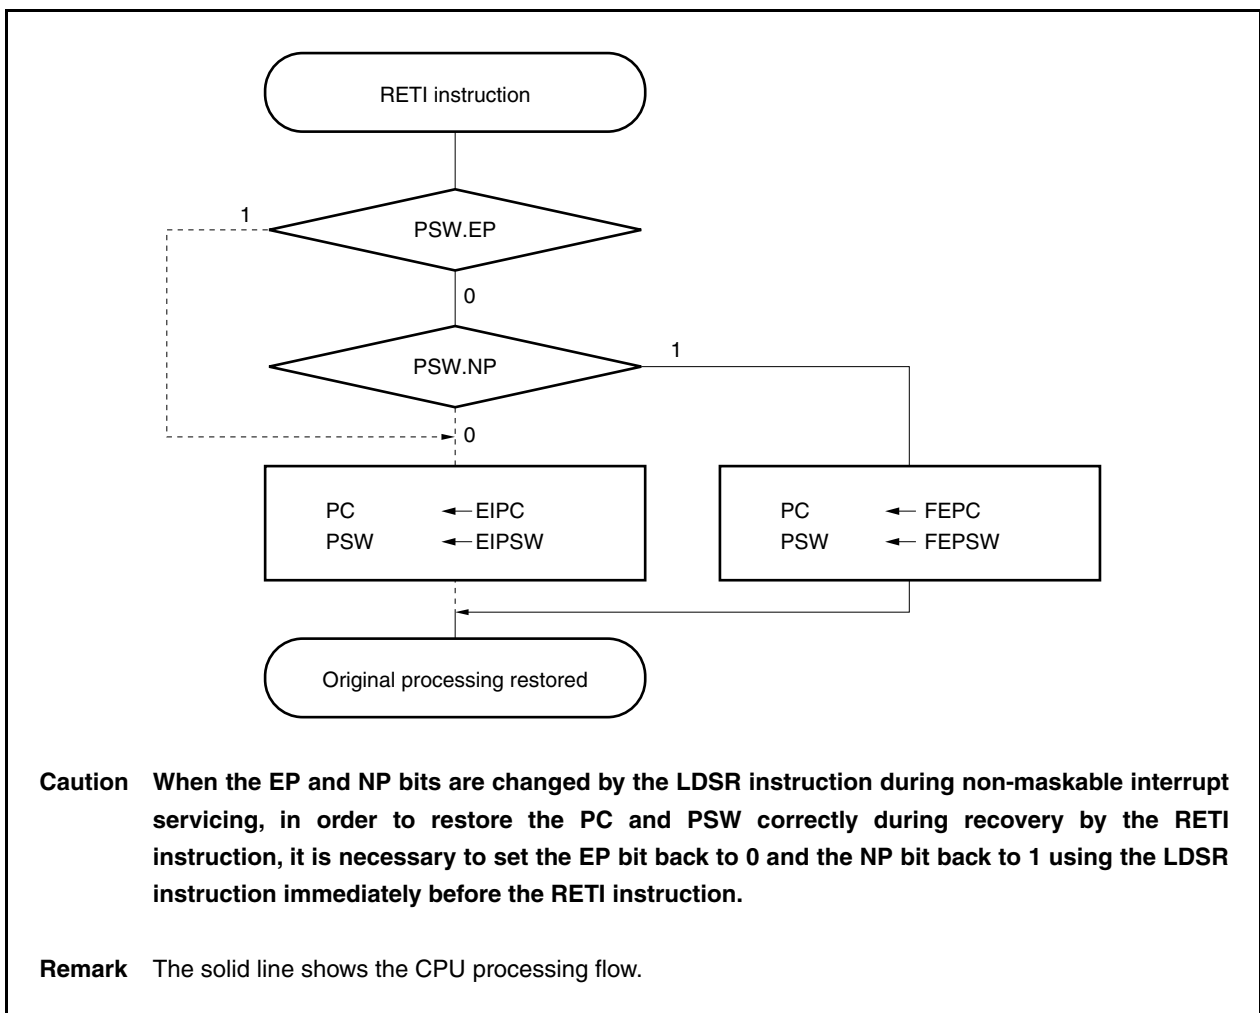 RETI instruction
1
PSW.EP
0
PSW.NP
1
0
PC ← EIPC
PSW ← EIPSW
PC ← FEPC
PSW ← FEPSW
Original processing restored
Caution When the EP and NP bits are changed by the LDSR instruction during non-maskable interrupt
servicing, in order to restore the PC and PSW correctly during recovery by the RETI
instruction, it is necessary to set the EP bit back to 0 and the NP bit back to 1 using the LDSR
instruction immediately before the RETI instruction.
Remark The solid line shows the CPU processing flow.